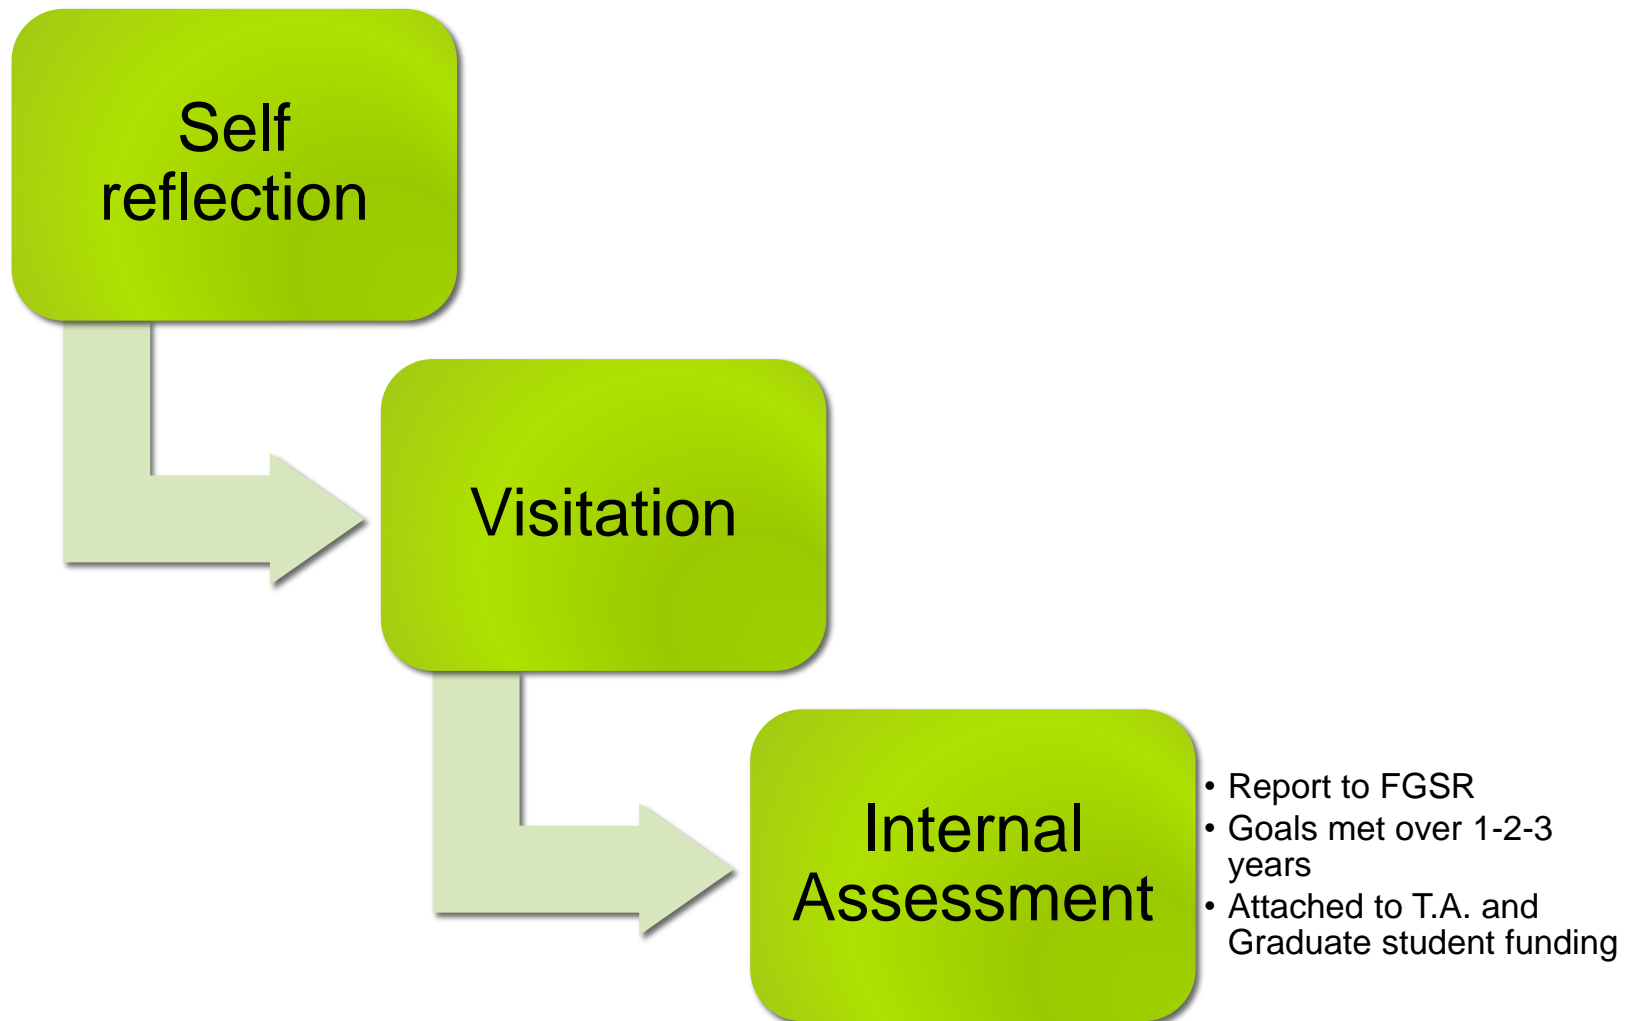 Self
reflection
Visitation
Internal
Assessment
• Report to FGSR
• Goals met over 1-2-3
years
• Attached to T.A. and
Graduate student funding